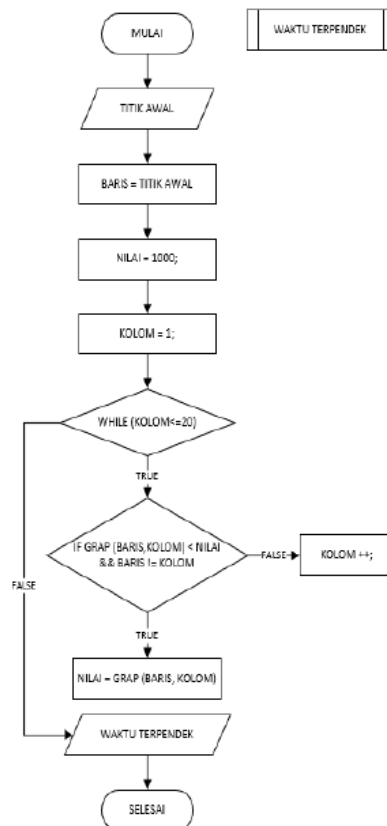 MULAI
WAKTU TERPENDEK
TITIK AWAL
BARIS = TITIK AWAL
NILAI = 1000;
KOLOM = 1;
WHILE (KOLOM<=20)
TRUE
IF GRAP (BARIS,KOLOM) < NILAI
&& BARIS != KOLOM
FALSE
KOLOM ++;
FALSE
TRUE
NILAI = GRAP (BARIS, KOLOM)
WAKTU TERPENDEK
SELESAI